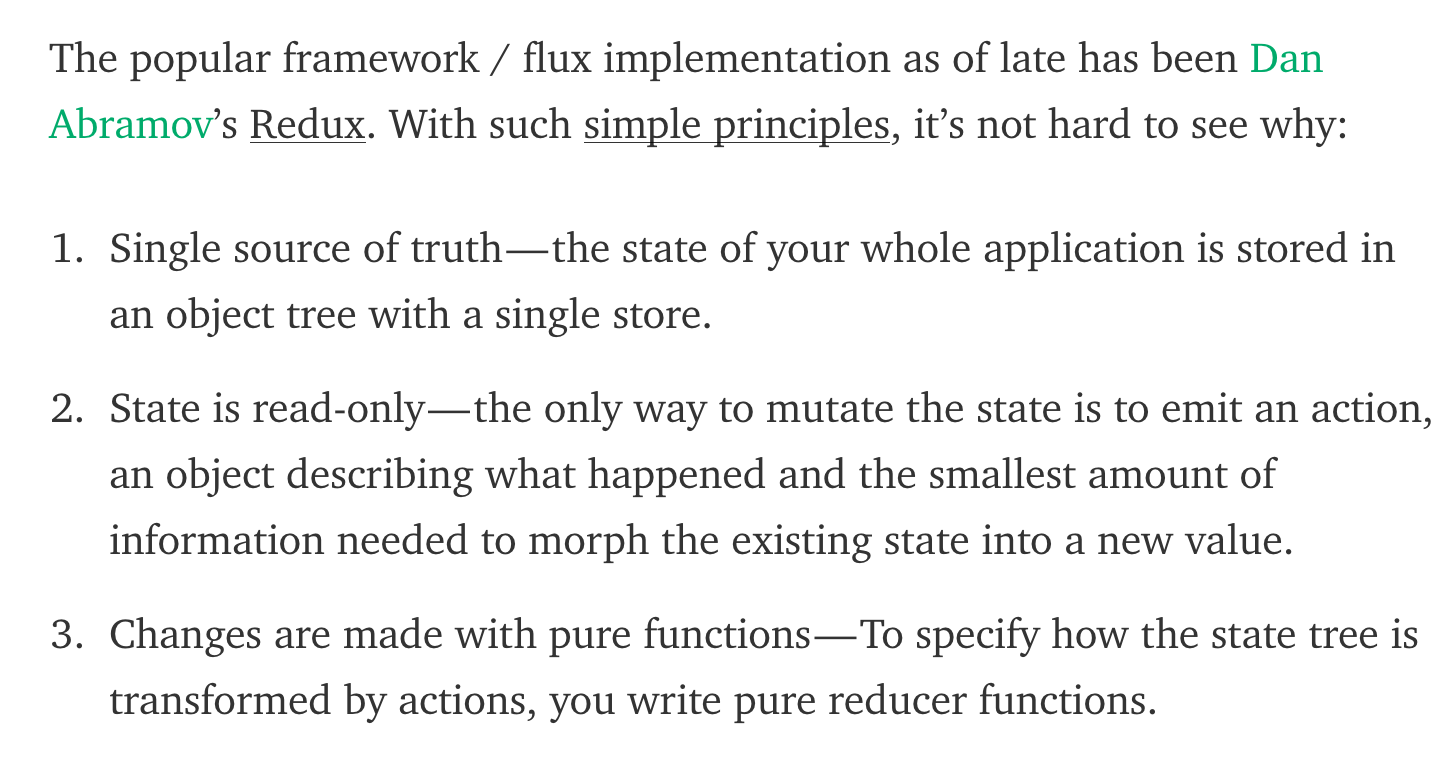 The popular framework / flux implementation as of late has been Dan
Abramov’s Redux. With such simple principles, it’s not hard to see why:
1. Single source of truth—the state of your whole application is stored in
an object tree with a single store.
2. State is read-only—the only way to mutate the state is to emit an action,
an object describing what happened and the smallest amount of
information needed to morph the existing state into a new value.
3. Changes are made with pure functions—To specify how the state tree is
transformed by actions, you write pure reducer functions.